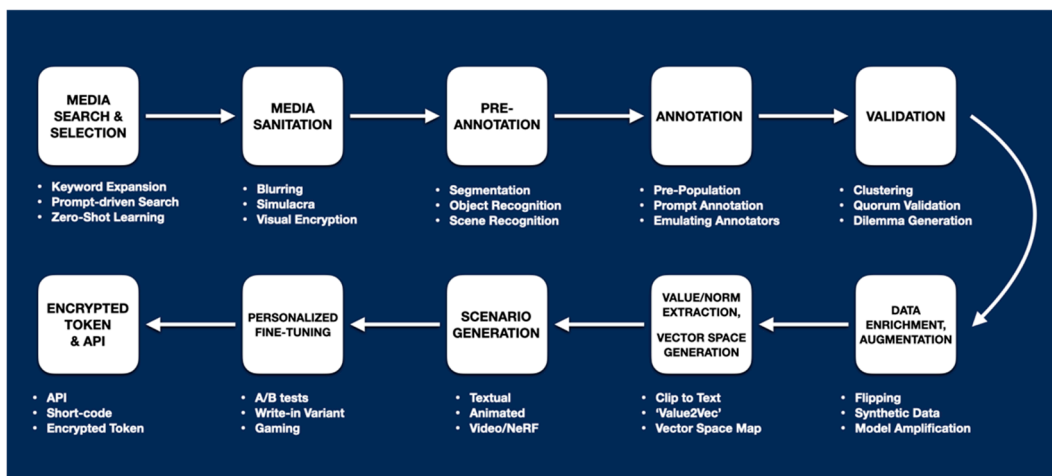 MEDIA
SEARCH &
SELECTION
• Keyword Expansion
• Prompt-driven Search
• Zero-Shot Learning
MEDIA
SANITATION
• Blurring
• Simulacra
• Visual Encryption
PRE-
ANNOTATION
• Segmentation
• Object Recognition
• Scene Recognition
ANNOTATION
• Pre-Population
• Prompt Annotation
• Emulating Annotators
VALIDATION
• Clustering
• Quorum Validation
• Dilemma Generation
DATA
ENRICHMENT,
AUGMENTATION
• Flipping
• Synthetic Data
• Model Amplification
VALUE/NORM
EXTRACTION,
VECTOR SPACE
GENERATION
• Clip to Text
• ‘Value2Vec’
• Vector Space Map
SCENARIO
GENERATION
• Textual
• Animated
• Video/NeRF
PERSONALIZED
FINE-TUNING
• A/B tests
• Write-in Variant
• Gaming
ENCRYPTED
TOKEN
& API
• API
• Short-code
• Encrypted Token